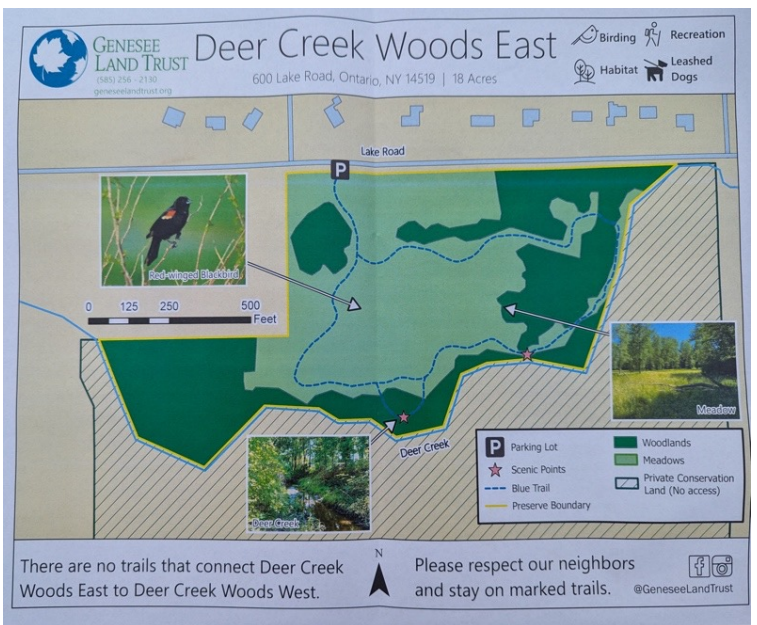 GENESEE
LAND TRUST
(585) 256 - 2130
geneseelandtrust.org
Deer Creek Woods East
600 Lake Road, Ontario, NY 14519 | 18 Acres
Birding
Recreation
Habitat
Leashed
Dogs
Lake Road
P
Red-winged Blackbird
0 125 250 500
Feet
Meadow
Deer Creek
Deer Creek
P Parking Lot
Scenic Points
Blue Trail
Preserve Boundary
Woodlands
Meadows
Private Conservation
Land (No access)
There are no trails that connect Deer Creek
Woods East to Deer Creek Woods West.
N
Please respect our neighbors
and stay on marked trails.
@GeneseeLandTrust